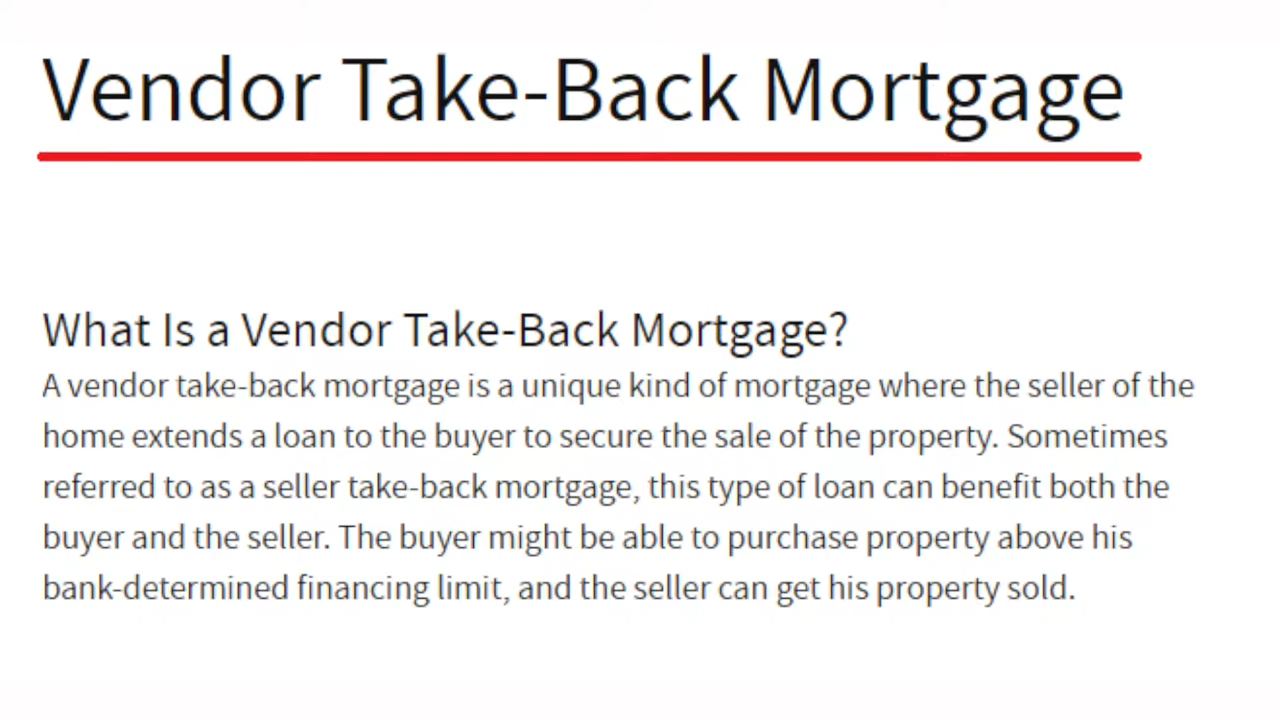 Vendor Take-Back Mortgage
What Is a Vendor Take-Back Mortgage?
A vendor take-back mortgage is a unique kind of mortgage where the seller of the
home extends a loan to the buyer to secure the sale of the property. Sometimes
referred to as a seller take-back mortgage, this type of loan can benefit both the
buyer and the seller. The buyer might be able to purchase property above his
bank-determined financing limit, and the seller can get his property sold.